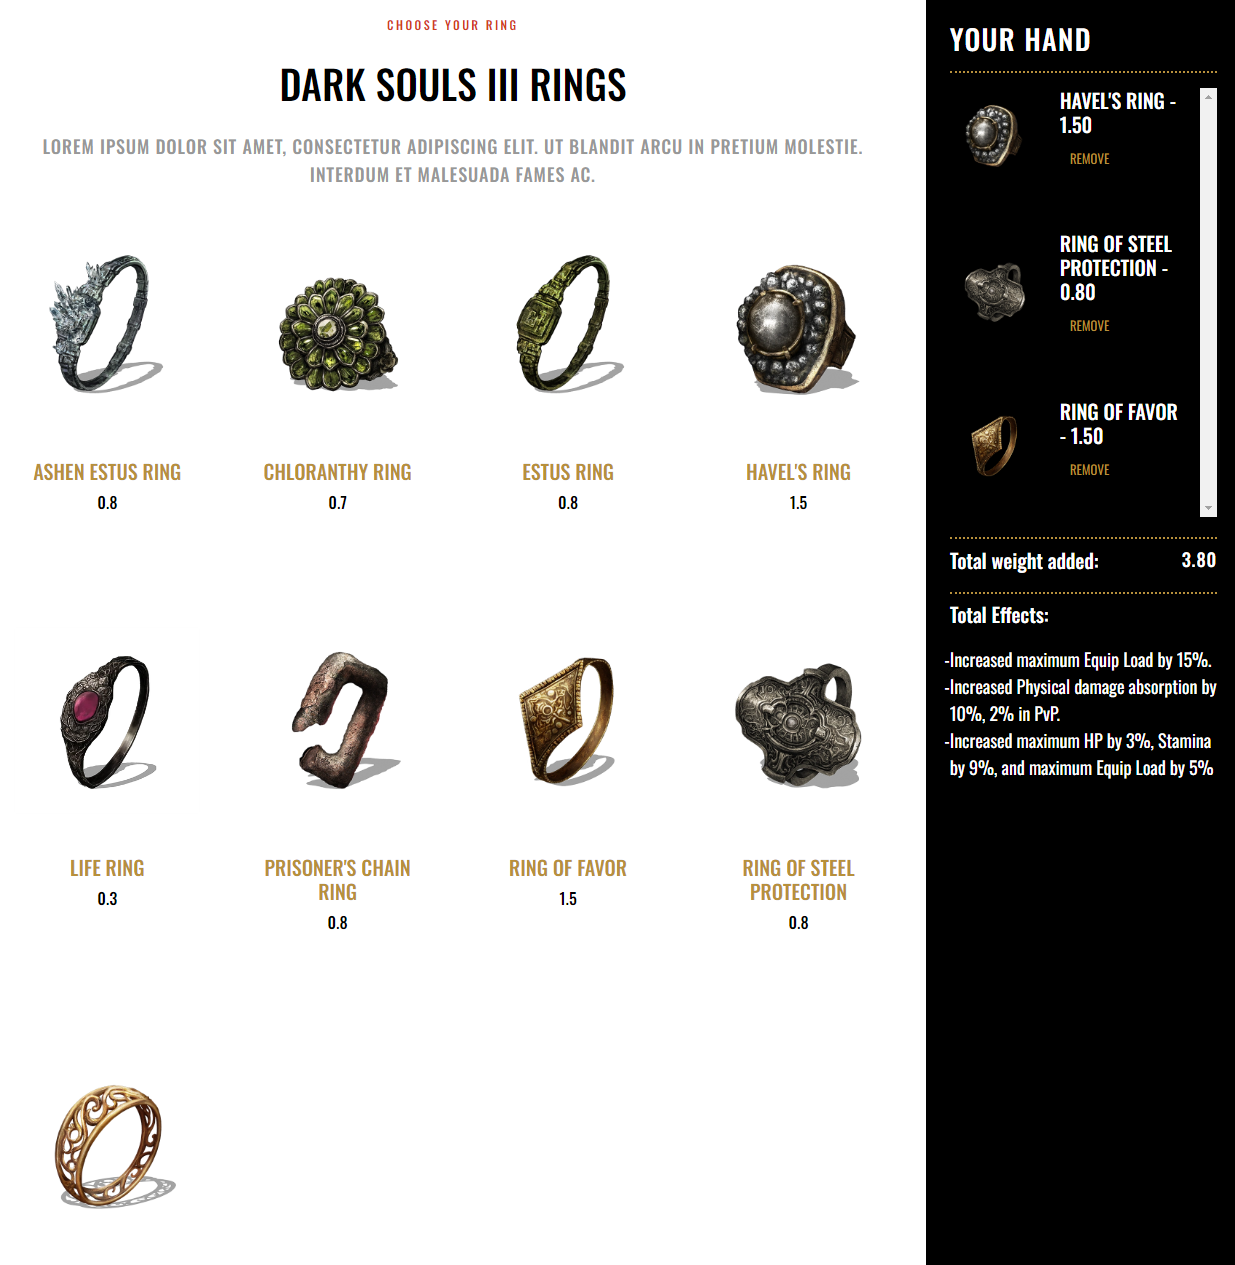 CHOOSE YOUR RING
DARK SOULS III RINGS
LOREM IPSUM DOLOR SIT AMET, CONSECTETUR ADIPISCING ELIT. UT BLANDIT ARCU IN PRETIUM MOLESTIE.
INTERDUM ET MALESUADA FAMES AC.
ASHEN ESTUS RING
0.8
CHLORANTHY RING
0.7
ESTUS RING
0.8
HAVEL'S RING
1.5
LIFE RING
0.3
PRISONER'S CHAIN
RING
0.8
RING OF FAVOR
1.5
RING OF STEEL
PROTECTION
0.8
YOUR HAND
HAVEL'S RING -
1.50
REMOVE
RING OF STEEL
PROTECTION -
0.80
REMOVE
RING OF FAVOR
- 1.50
REMOVE
Total weight added: 3.80
Total Effects:
-Increased maximum Equip Load by 15%.
-Increased Physical damage absorption by
10%, 2% in PvP.
-Increased maximum HP by 3%, Stamina
by 9%, and maximum Equip Load by 5%